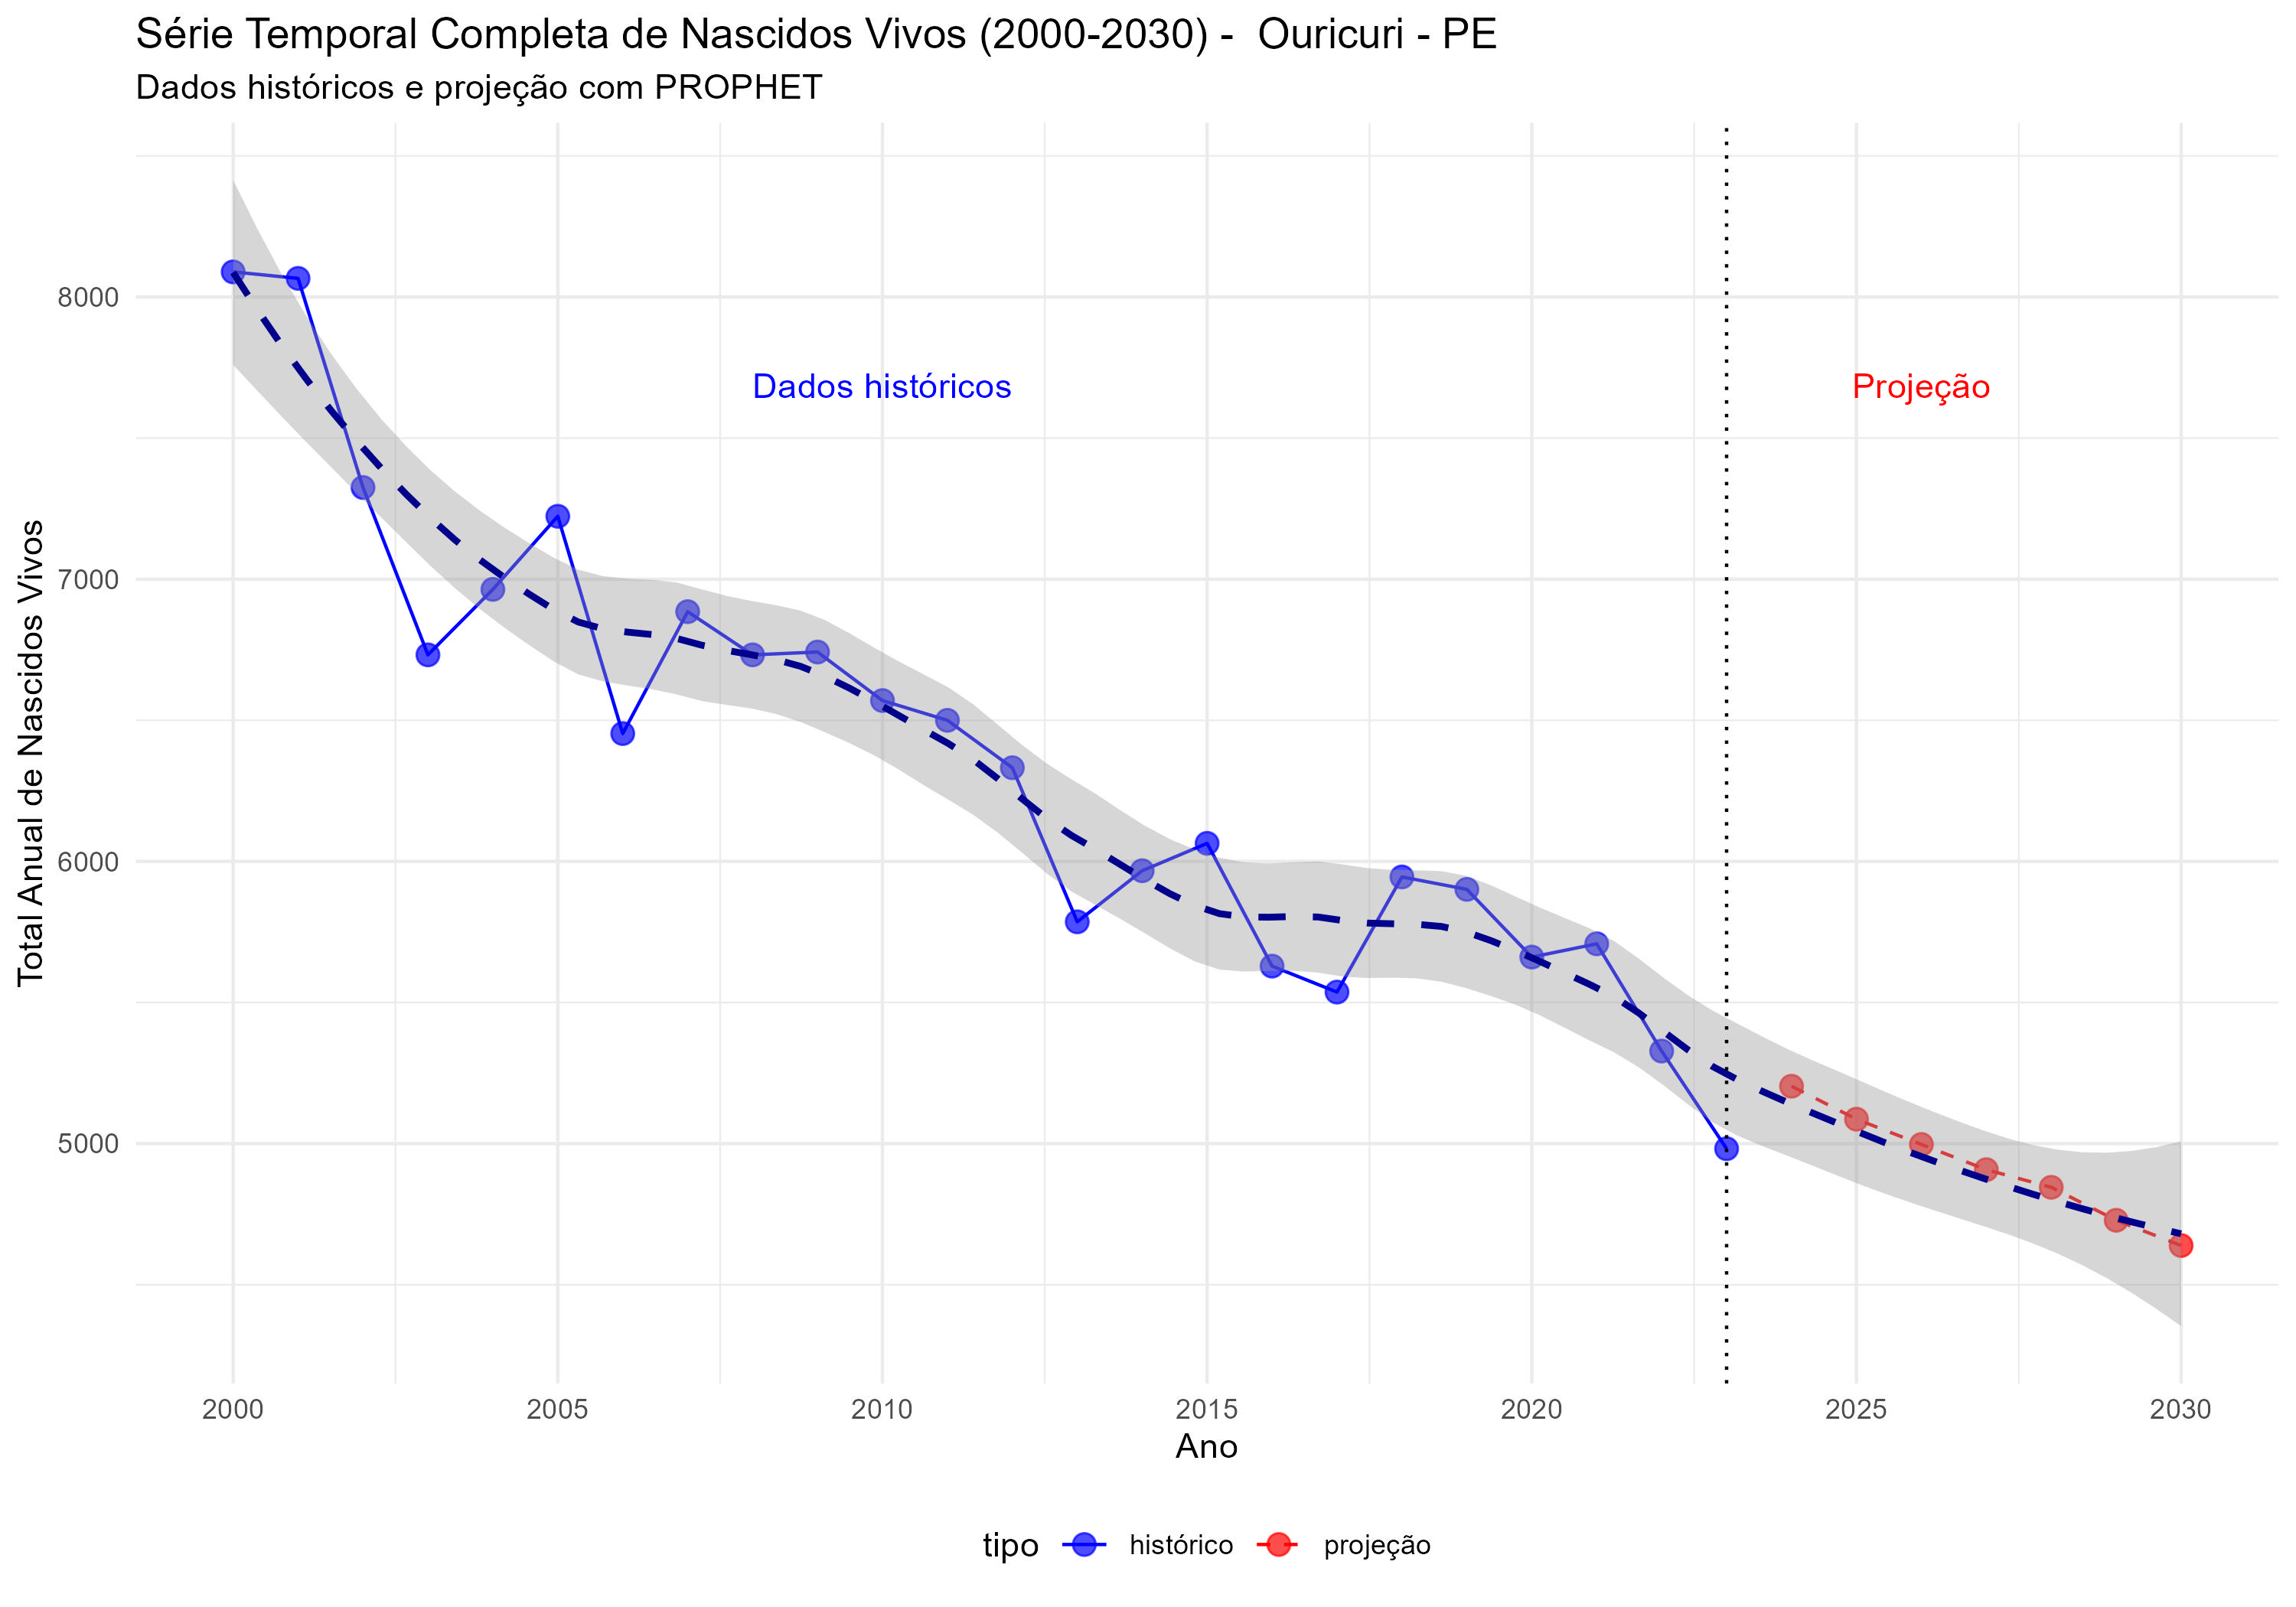 Série Temporal Completa de Nascidos Vivos (2000-2030) -  Ouricuri - PE
Dados históricos e projeção com PROPHET
Total Anual de Nascidos Vivos
8000
7000
6000
5000
Dados históricos
Projeção
2000 2005 2010 2015 2020 2025 2030
Ano
tipo histórico projeção